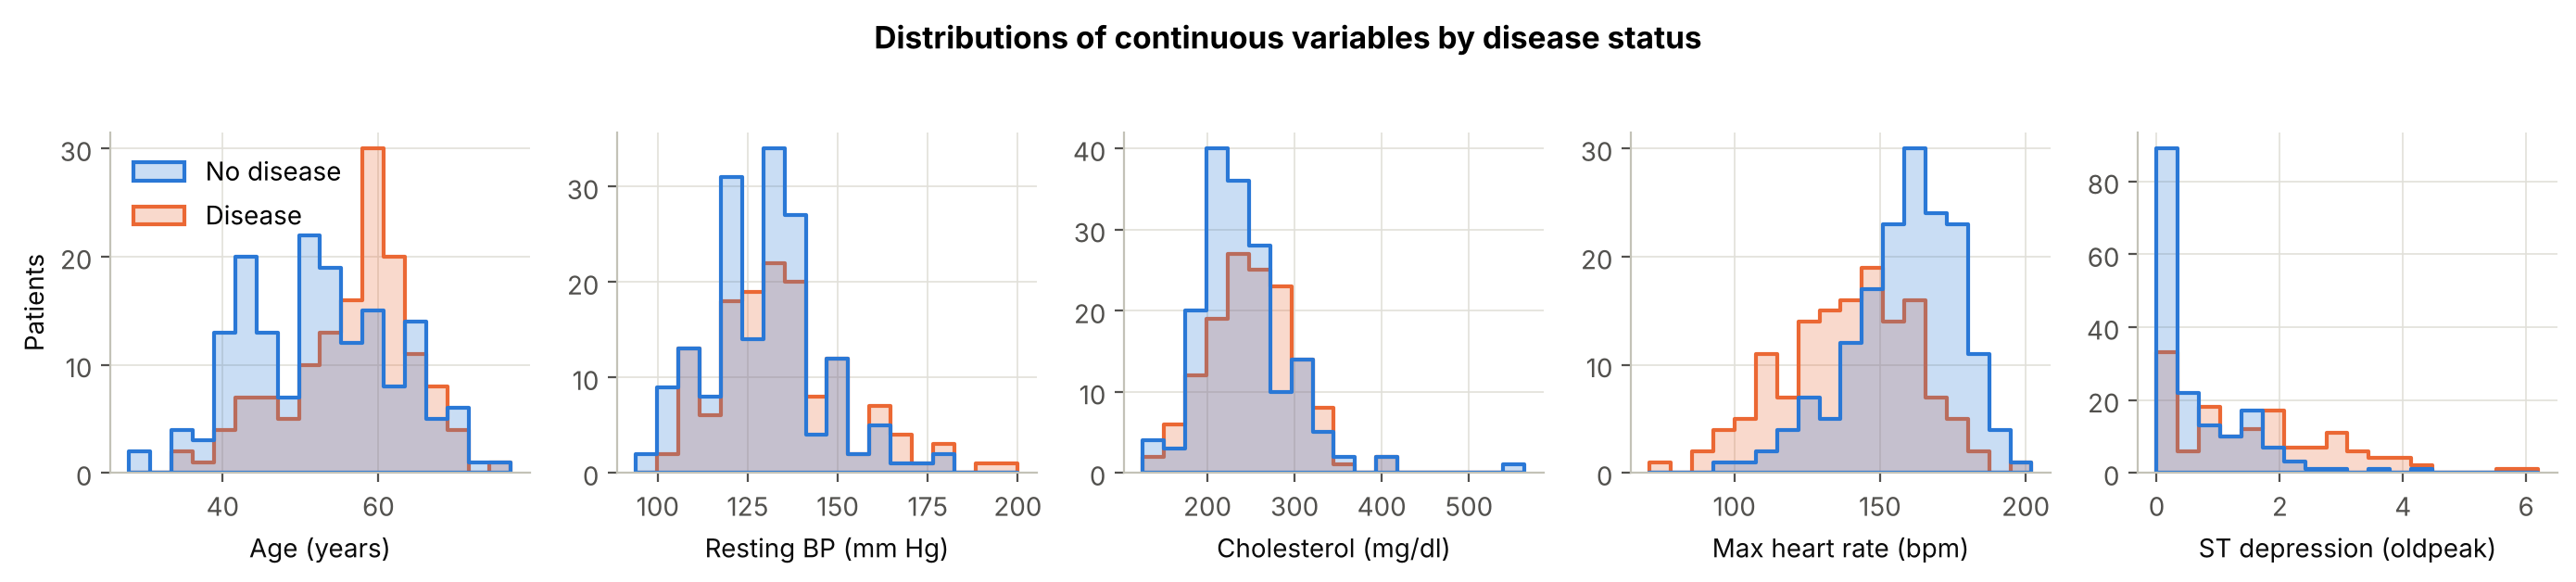 Distributions of continuous variables by disease status
Patients
30
20
10
0
No disease
Disease
40 60
Age (years)
30
20
10
0
100 125 150 175 200
Resting BP (mm Hg)
40
30
20
10
0
200 300 400 500
Cholesterol (mg/dl)
30
20
10
0
100 150 200
Max heart rate (bpm)
80
60
40
20
0
0 2 4 6
ST depression (oldpeak)